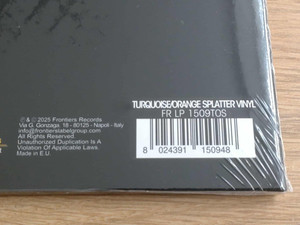 ℗ & © 2025 Frontiers Records
Via G. Gonzaga, 18 - 80125 - Napoli - Italy
info@frontierslabelgroup.com
All Rights Reserved
Unauthorized Duplication Is A
Violation Of Applicable Laws
Made in E.U
TURQUOISE/ORANGE SPLATTER VINYL
FR LP 1509TOS
8 024391 150948